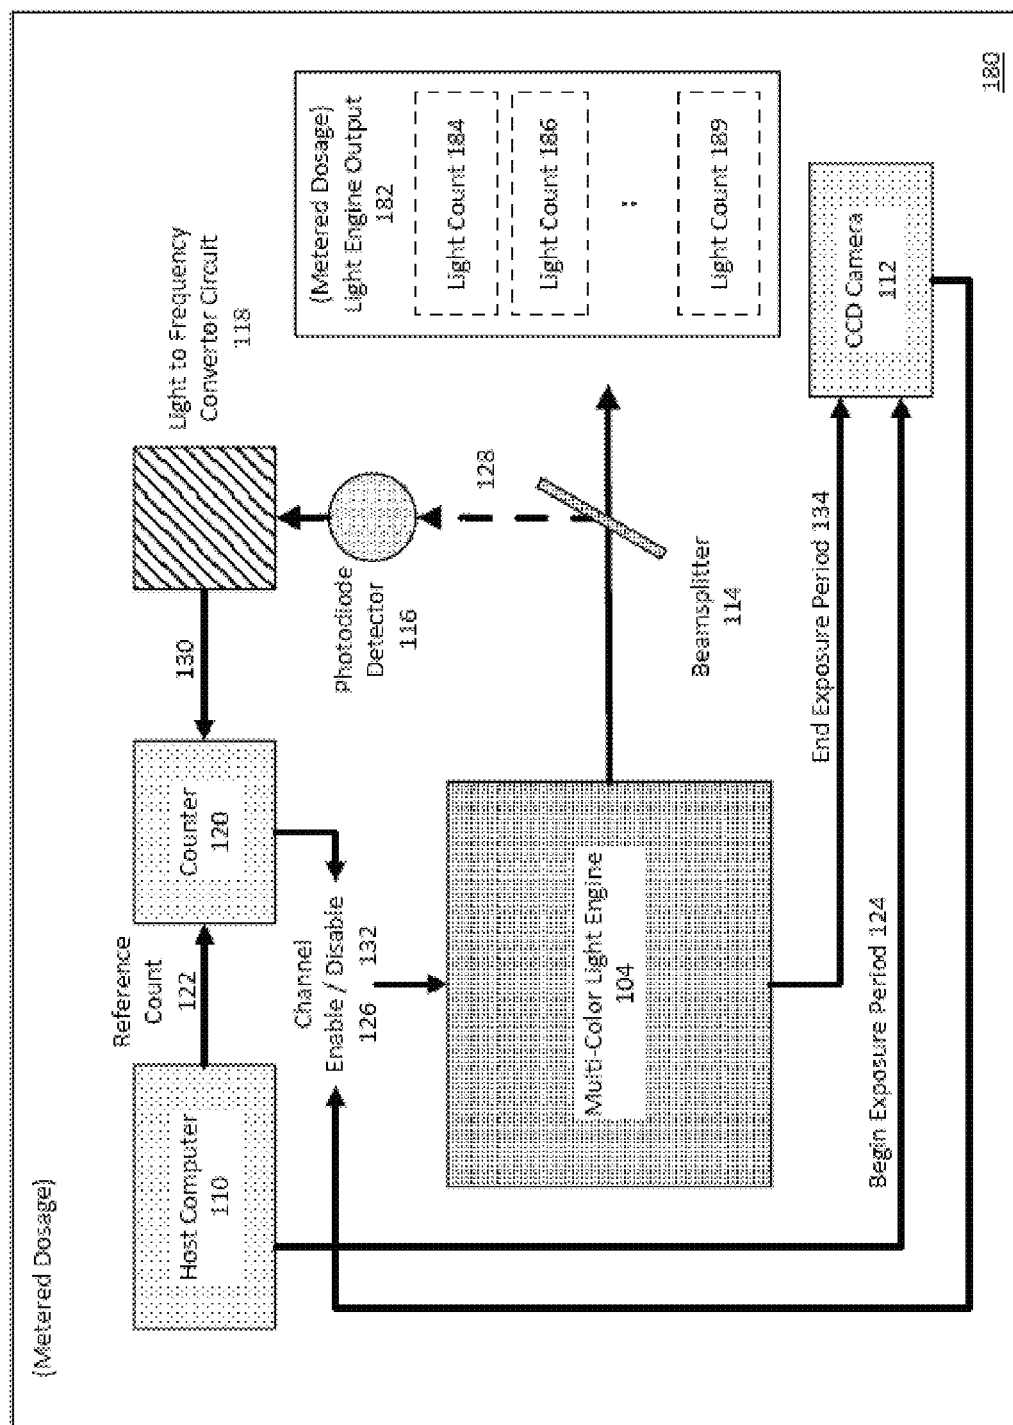 {Metered Dosage}
Host Computer
110
Reference
Count
122
Counter
120
130
Light to Frequency
Convertor Circuit
118
Channel
Enable / Disable
126 132
Photodiode
Detector
116
128
{Metered Dosage}
Light Engine Output
182
Light Count 184
Light Count 186
:
Light Count 189
Multi-Color Light Engine
104
Beamsplitter
114
End Exposure Period 134
Begin Exposure Period 124
CCD Camera
112
180